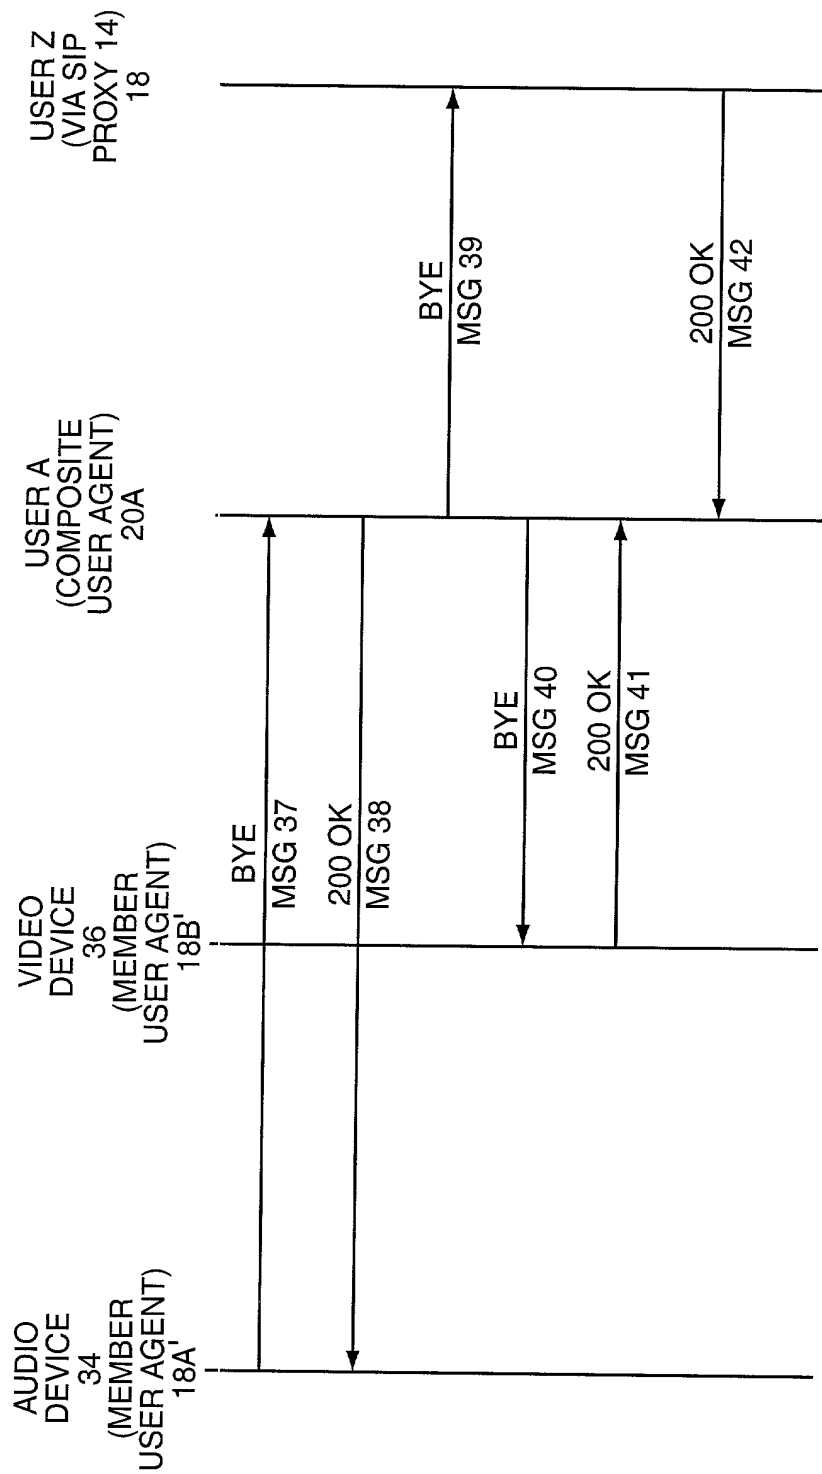 AUDIO
DEVICE
34
(MEMBER
USER AGENT)
18A'
VIDEO
DEVICE
36
(MEMBER
USER AGENT)
18B'
USER A
(COMPOSITE
USER AGENT)
20A
USER Z
(VIA SIP
PROXY 14)
18
BYE
MSG 37
200 OK
MSG 38
BYE
MSG 39
BYE
MSG 40
200 OK
MSG 41
200 OK
MSG 42